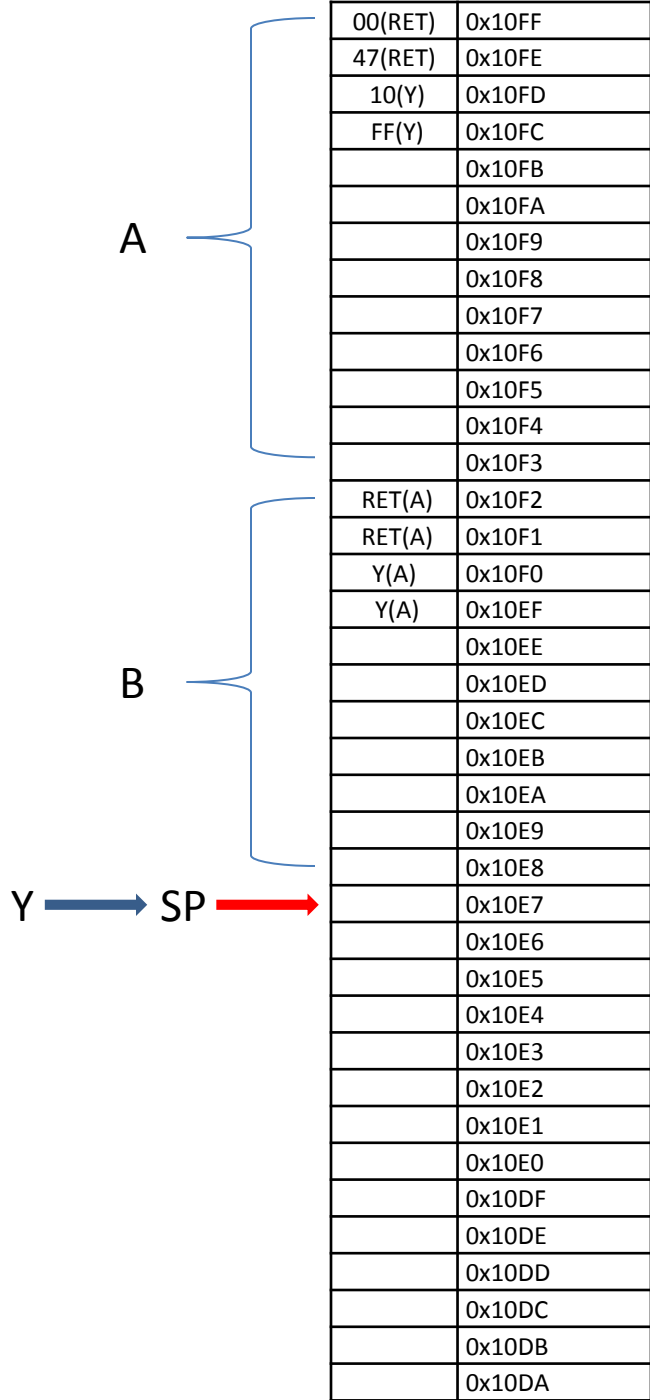 00(RET) 0x10FF
47(RET) 0x10FE
10(Y) 0x10FD
FF(Y) 0x10FC
0x10FB
0x10FA
A 0x10F9
0x10F8
0x10F7
0x10F6
0x10F5
0x10F4
0x10F3
RET(A) 0x10F2
RET(A) 0x10F1
Y(A) 0x10F0
Y(A) 0x10EF
0x10EE
B 0x10ED
0x10EC
0x10EB
0x10EA
0x10E9
0x10E8
Y SP 0x10E7
0x10E6
0x10E5
0x10E4
0x10E3
0x10E2
0x10E1
0x10E0
0x10DF
0x10DE
0x10DD
0x10DC
0x10DB
0x10DA